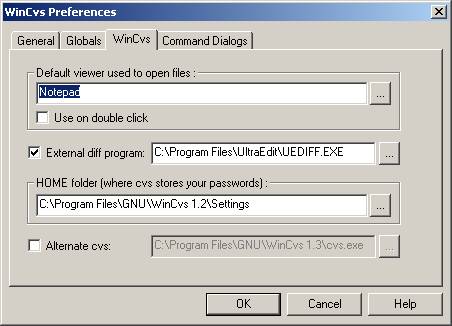 WinCvs Preferences
General Globals WinCvs Command Dialogs
Default viewer used to open files :
Notepad ...
Use on double click
External diff program: C:\Program Files\UltraEdit\UEDIFF.EXE ...
HOME folder (where cvs stores your passwords) :
C:\Program Files\GNU\WinCvs 1.2\Settings ...
Alternate cvs: C:\Program Files\GNU\WinCvs 1.3\cvs.exe ...
OK Cancel Help